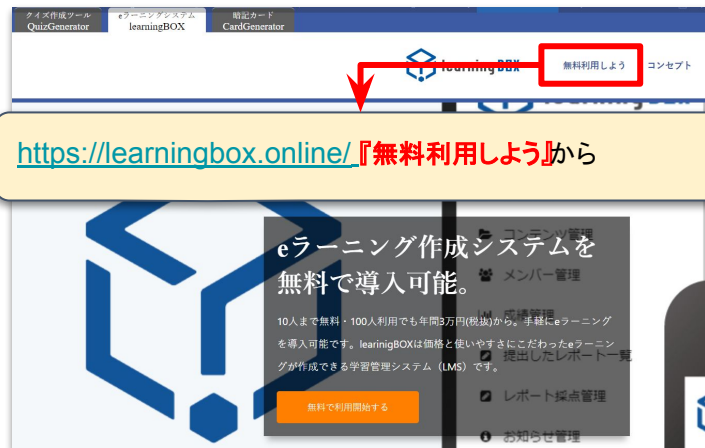 クイズ作成ツール
QuizGenerator
eラーニングシステム
learningBOX
暗記カード
CardGenerator
learningBOX
無料利用しよう
コンセプト
https://learningbox.online/『無料利用しよう』から
eラーニング作成システムを
無料で導入可能。
10人まで無料・100人利用でも年間3万円(税抜)から。手軽にeラーニング
を導入可能です。learinigBOXは価格と使いやすさにこだわったeラーニン
グが作成できる学習管理システム（LMS）です。
無料で利用開始する
コンテンツ管理
メンバー管理
成績管理
提出したレポート一覧
レポート採点管理
お知らせ管理